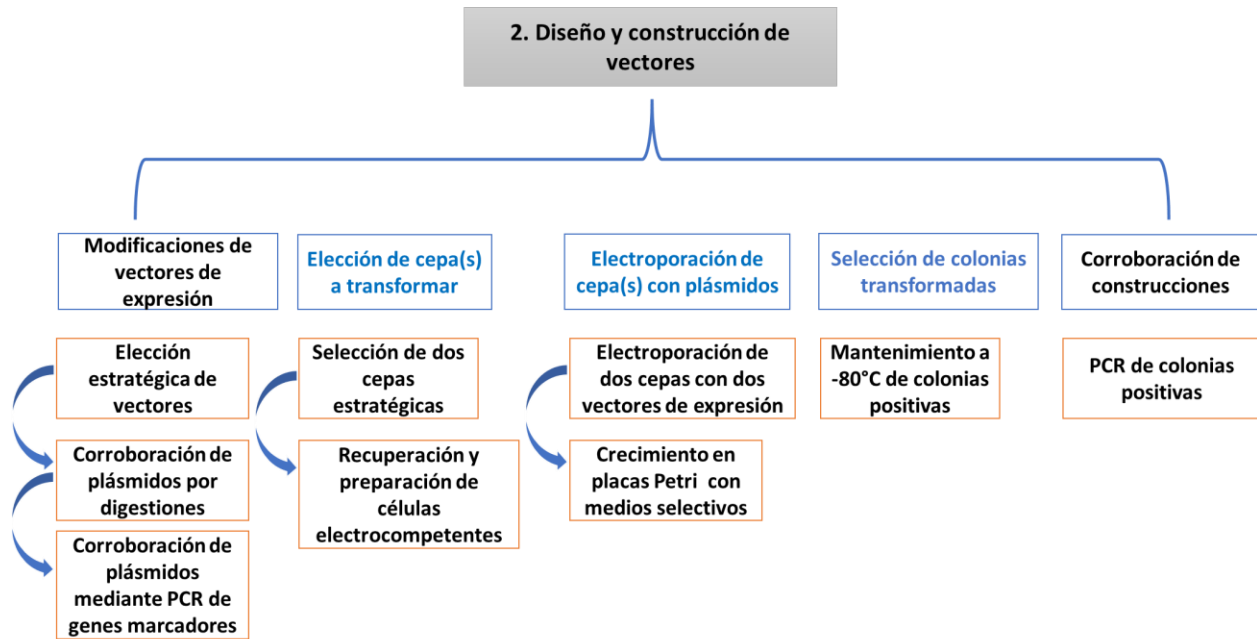 2. Diseño y construcción de
vectores
Modificaciones de
vectores de
expresión
Elección de cepa(s)
a transformar
Electroporación de
cepa(s) con plásmidos
Selección de colonias
transformadas
Corroboración de
construcciones
Elección
estratégica de
vectores
Corroboración de
plásmidos por
digestiones
Corroboración de
plásmidos
mediante PCR de
genes marcadores
Selección de dos
cepas
estratégicas
Recuperación y
preparación de
células
electrocompetentes
Electroporación de
dos cepas con dos
vectores de expresión
Crecimiento en
placas Petri con
medios selectivos
Mantenimiento a
-80°C de colonias
positivas
PCR de colonias
positivas